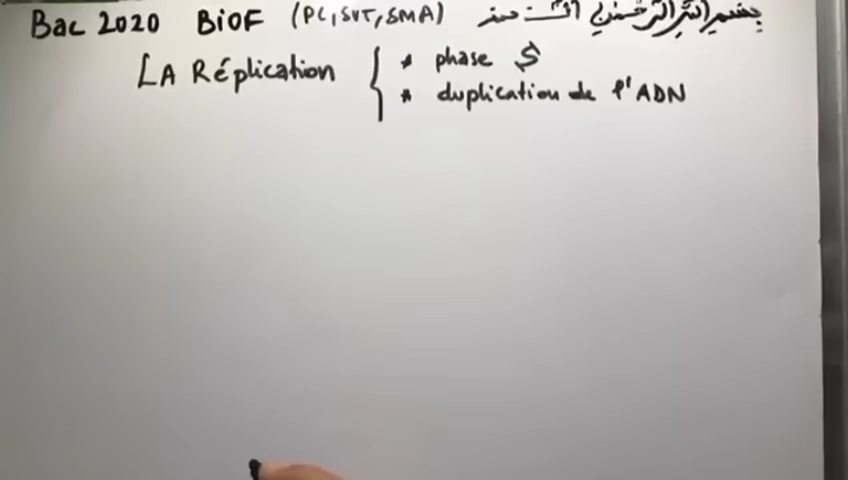 Bac 2020 BiOF (PC, SVT, SMA) بسم الله الرحمن الرحيم
LA Réplication { * phase S
* duplication de l'ADN